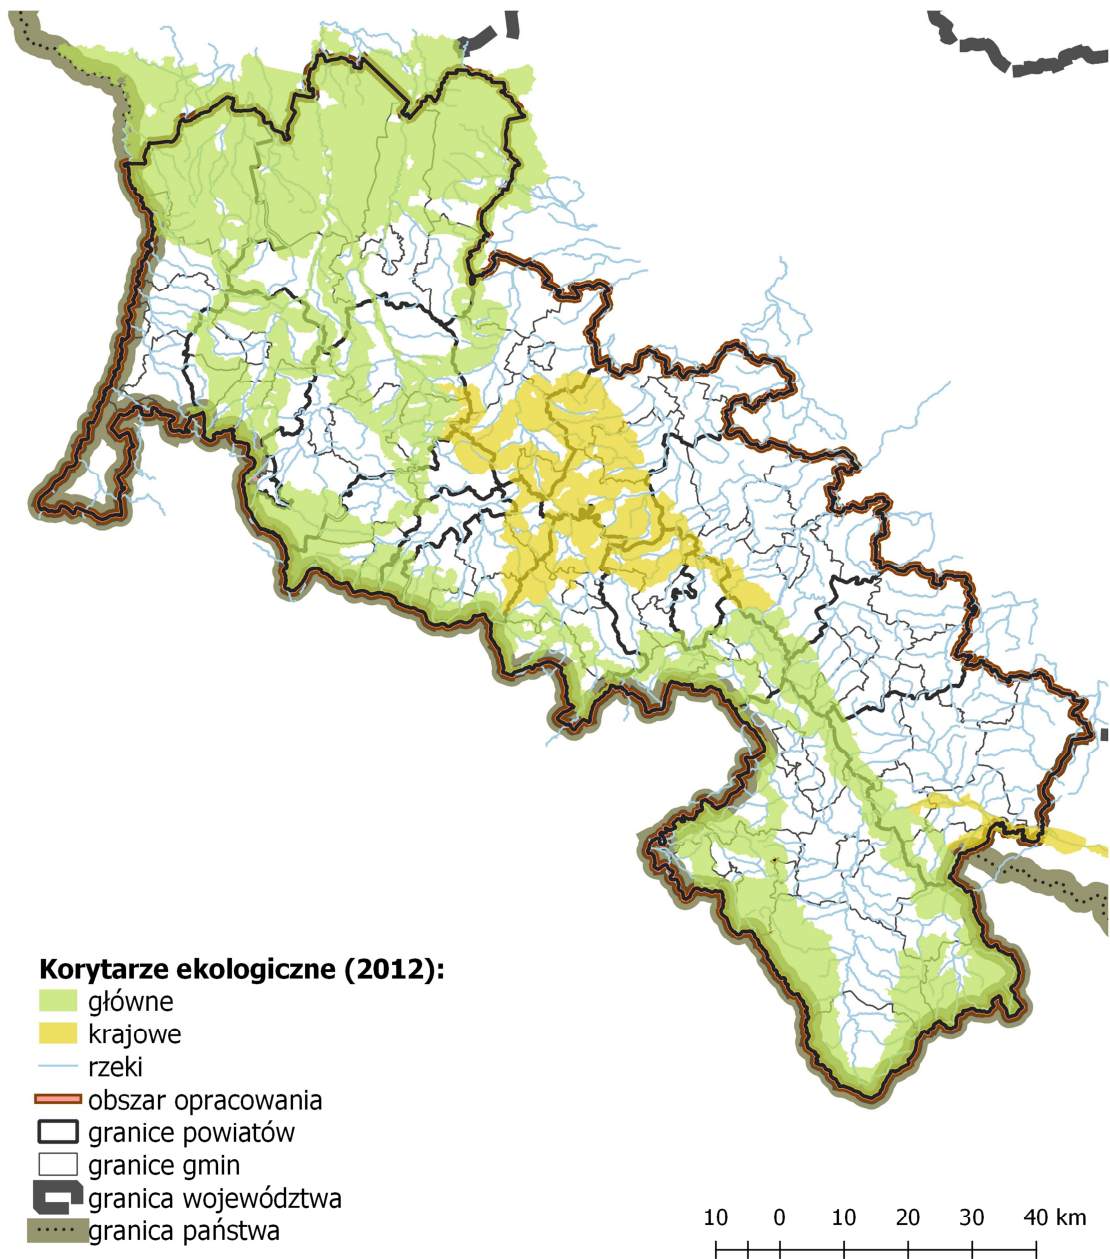 Korytarze ekologiczne (2012):
główne
krajowe
rzeki
obszar opracowania
granice powiatów
granice gmin
granica województwa
granica państwa
10 0 10 20 30 40 km